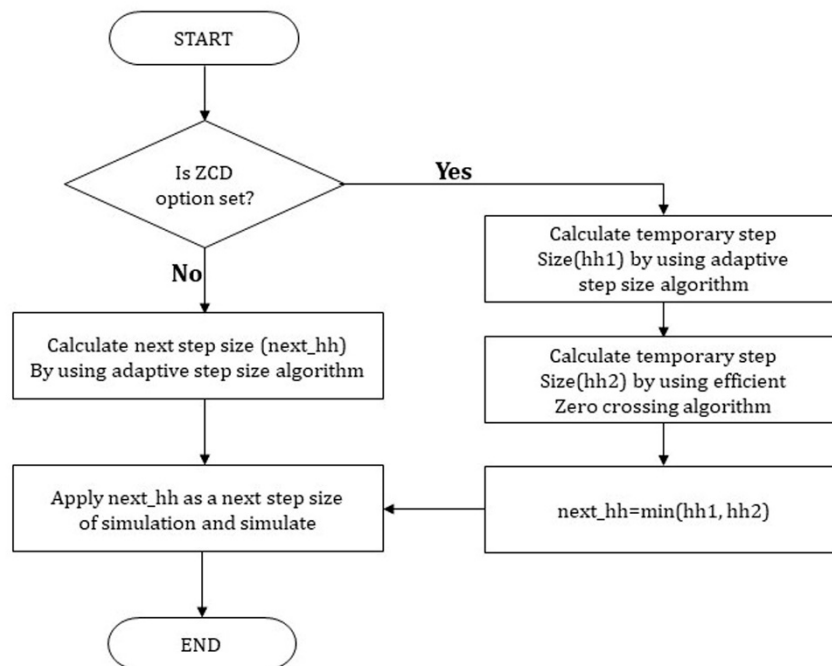 START
Is ZCD
option set?
Yes
No
Calculate temporary step
Size(hh1) by using adaptive
step size algorithm
Calculate next step size (next_hh)
By using adaptive step size algorithm
Calculate temporary step
Size(hh2) by using efficient
Zero crossing algorithm
Apply next_hh as a next step size
of simulation and simulate
next_hh=min(hh1, hh2)
END